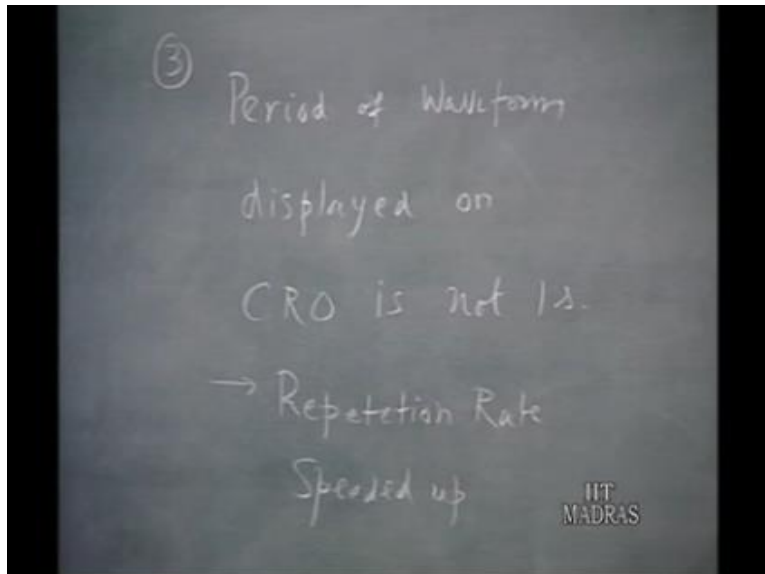 ③
Period of Waveform
displayed on
CRO is not 1s.
→ Repetetion Rate
Speeded up
IIT
MADRAS